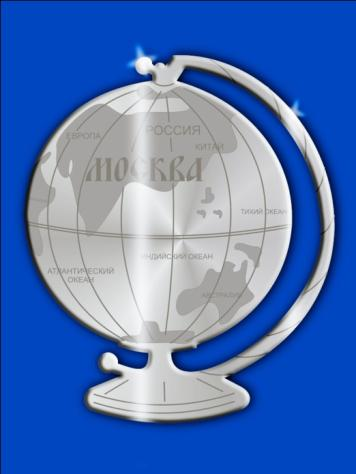 РОССИЯ
ЕВРОПА
КИТАЙ
МОСКВА
ТИХИЙ ОКЕАН
ИНДИЙСКИЙ ОКЕАН
АТЛАНТИЧЕСКИЙ
ОКЕАН
АВСТРАЛИЯ